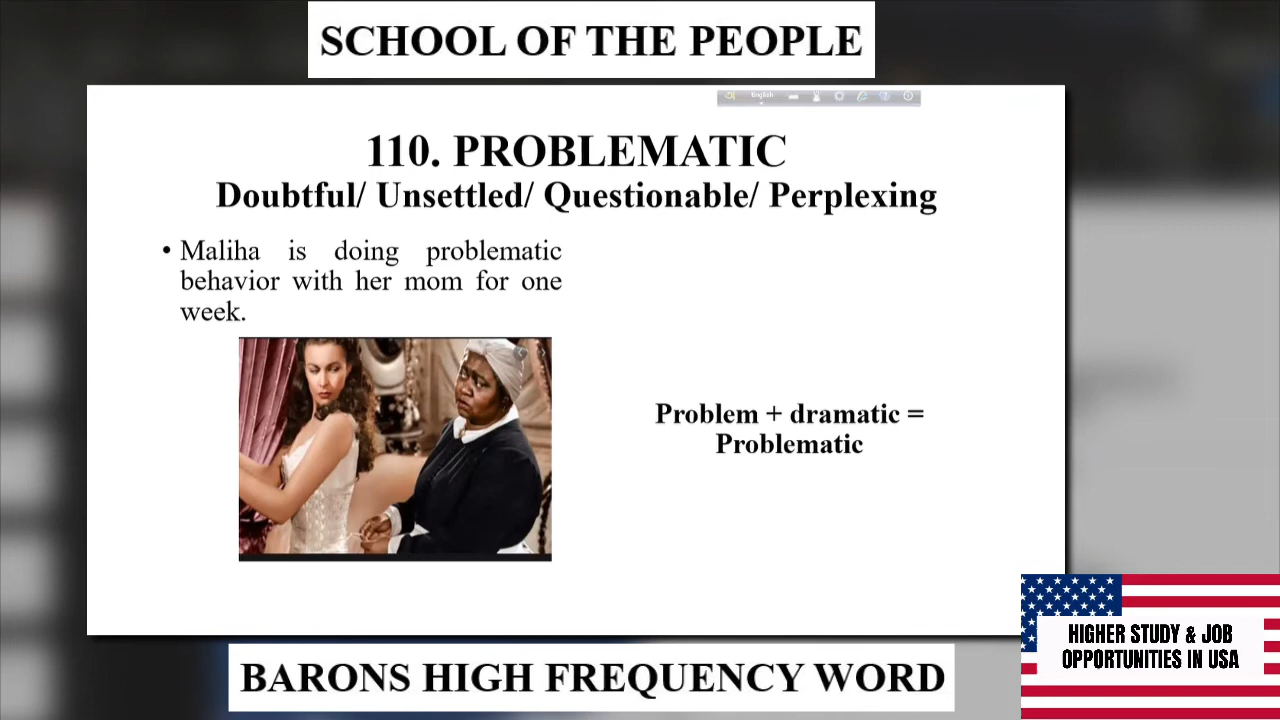 SCHOOL OF THE PEOPLE
English
110. PROBLEMATIC
Doubtful/ Unsettled/ Questionable/ Perplexing
• Maliha is doing problematic
behavior with her mom for one
week.
Problem + dramatic =
Problematic
HIGHER STUDY & JOB
OPPORTUNITIES IN USA
BARONS HIGH FREQUENCY WORD